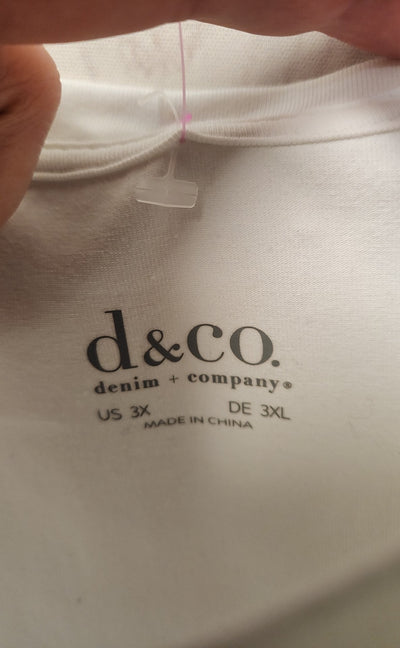 d&co.
denim + company®
US 3X DE 3XL
MADE IN CHINA